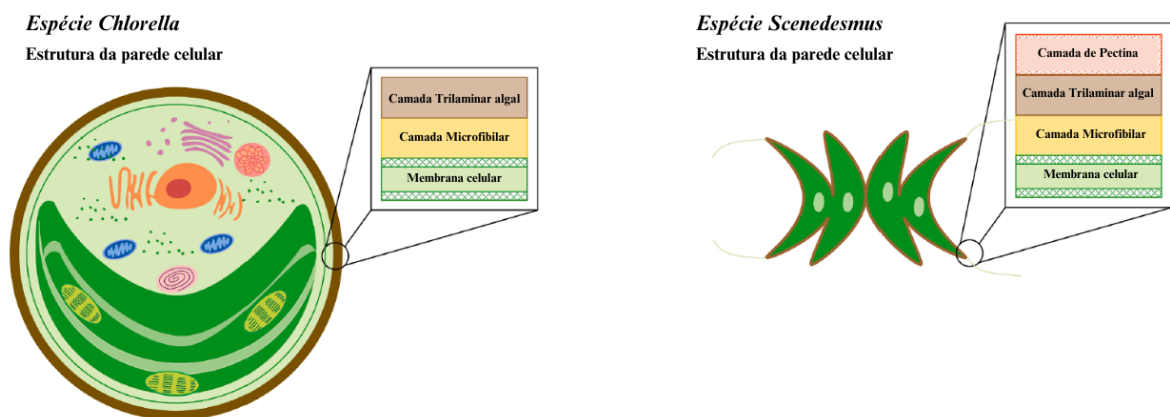 Espécie Chlorella
Estrutura da parede celular
Camada Trilaminar algal
Camada Microfibilar
Membrana celular
Espécie Scenedesmus
Estrutura da parede celular
Camada de Pectina
Camada Trilaminar algal
Camada Microfibilar
Membrana celular